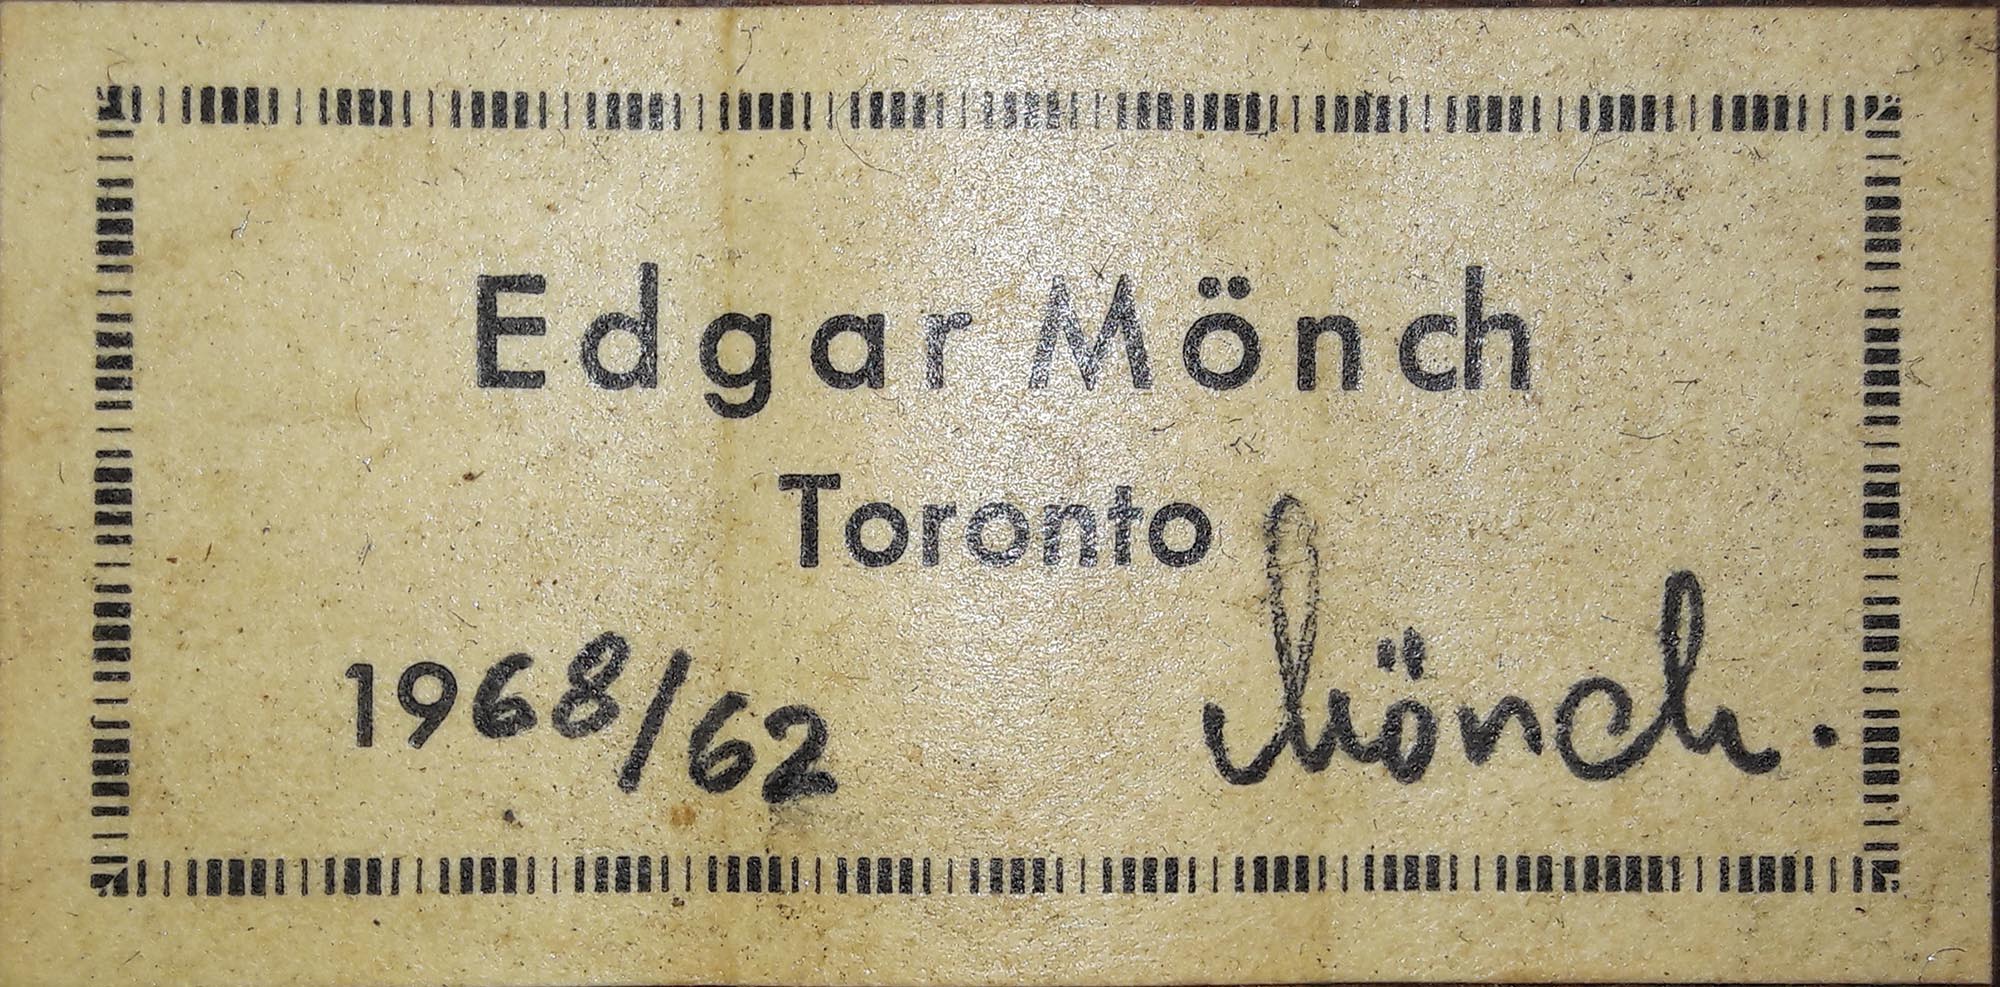 Edgar Mönch
Toronto
1968/62 Mönch.